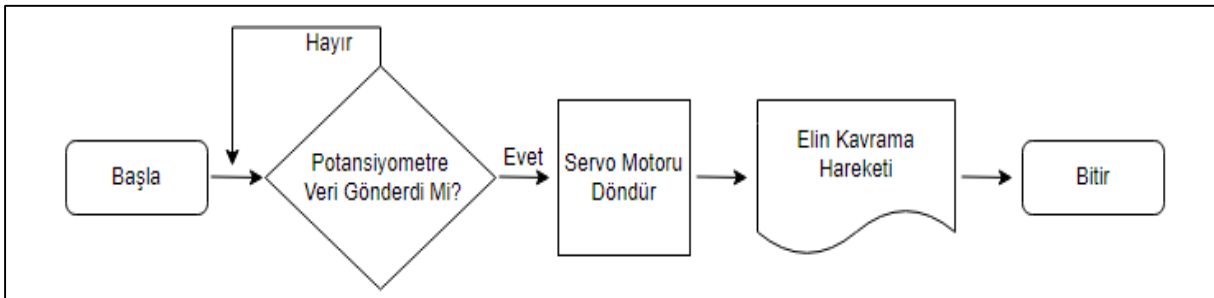 Hayır
Başla
Potansiyometre
Veri Gönderdi Mi?
Evet
Servo Motoru
Döndür
Elin Kavrama
Hareketi
Bitir